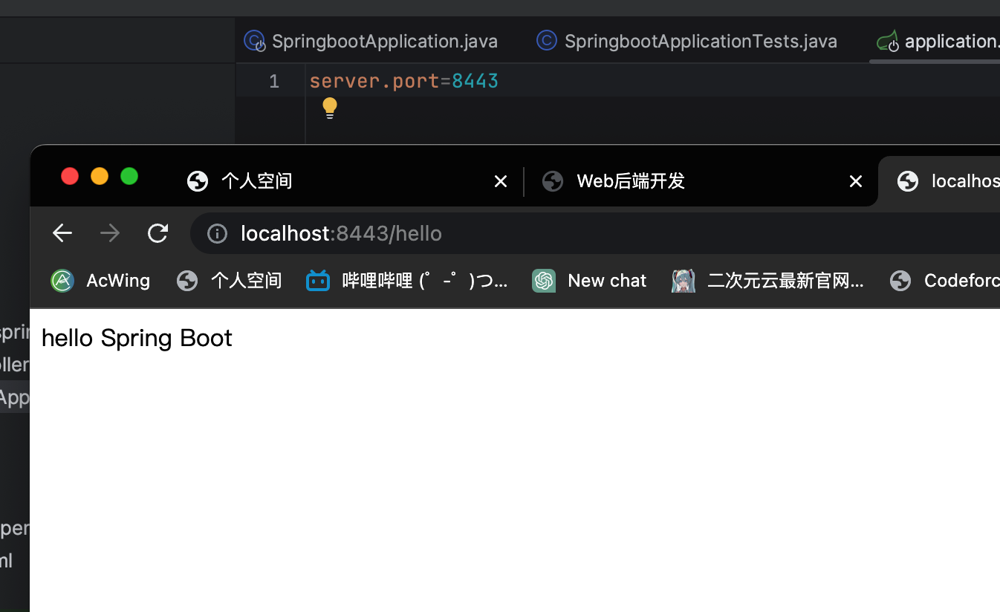 SpringbootApplication.java SpringbootApplicationTests.java application.
1 server.port=8443
个人空间 Web后端开发 localhos
localhost:8443/hello
AcWing 个人空间 哔哩哔哩 (゜-゜)つ... New chat 二次元云最新官网... Codeforc
hello Spring Boot
sprin
oller
App
per
ml